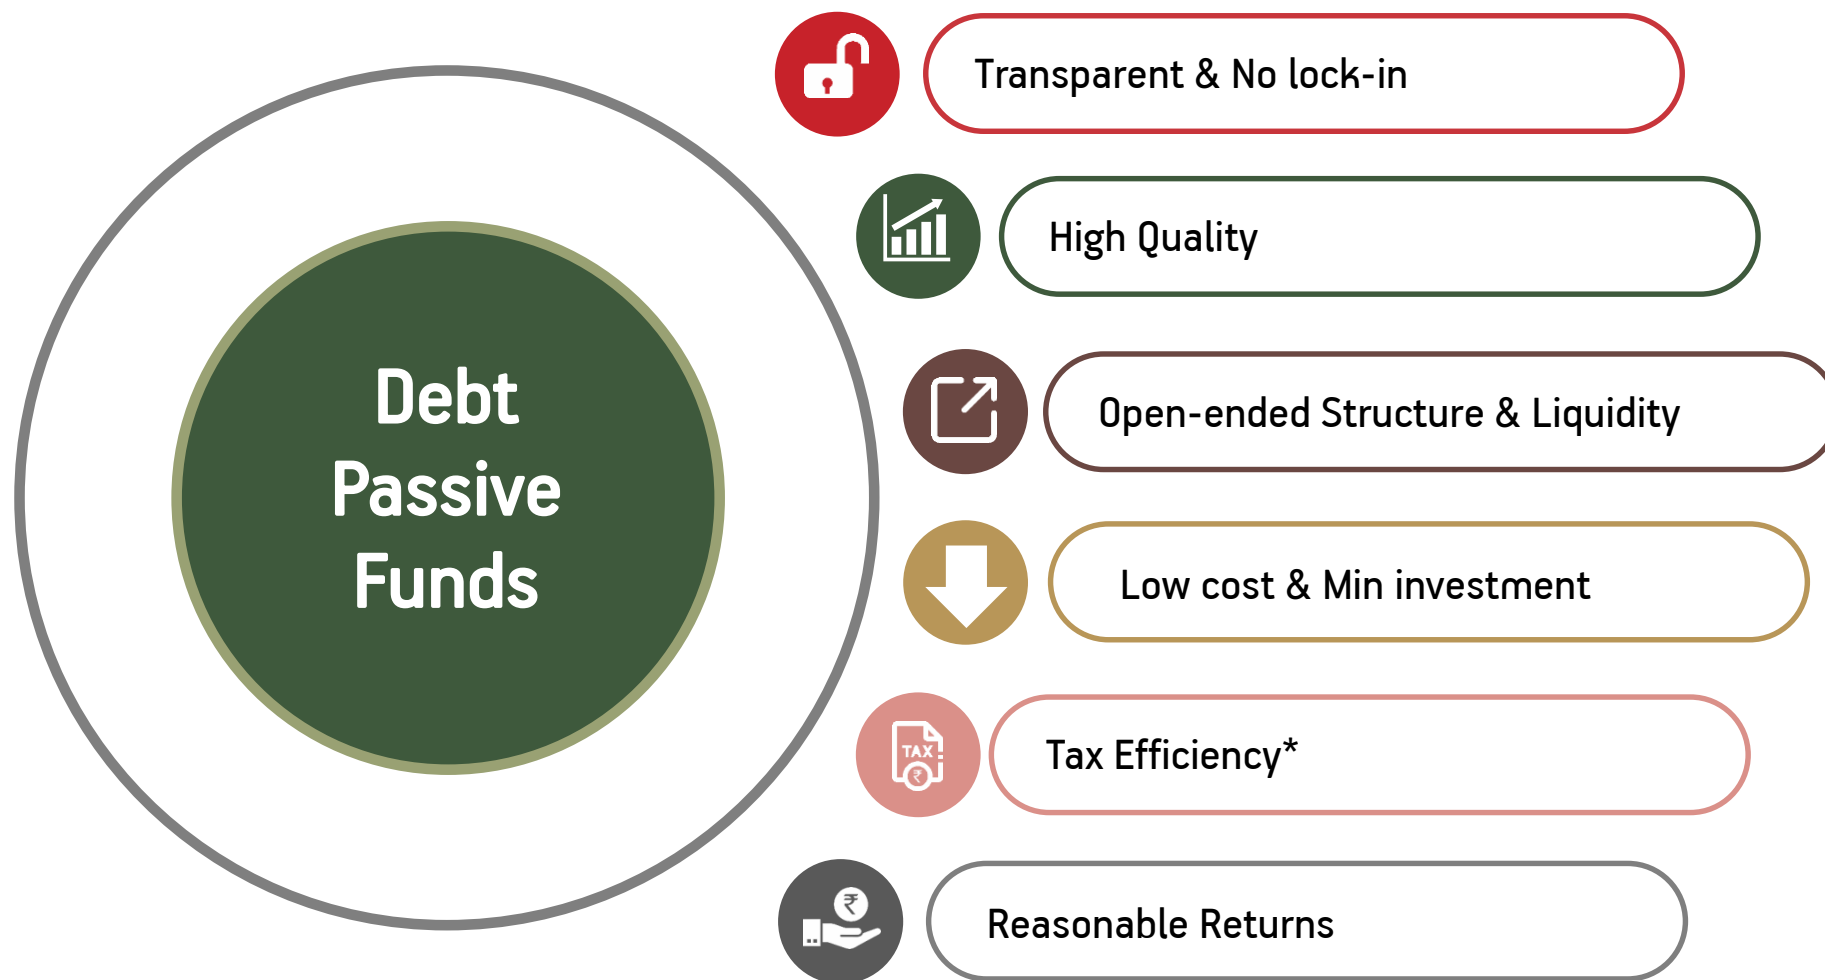 Transparent & No lock-in
High Quality
Debt
Passive
Funds
Open-ended Structure & Liquidity
Low cost & Min investment
TAX
₹
Tax Efficiency*
₹
Reasonable Returns